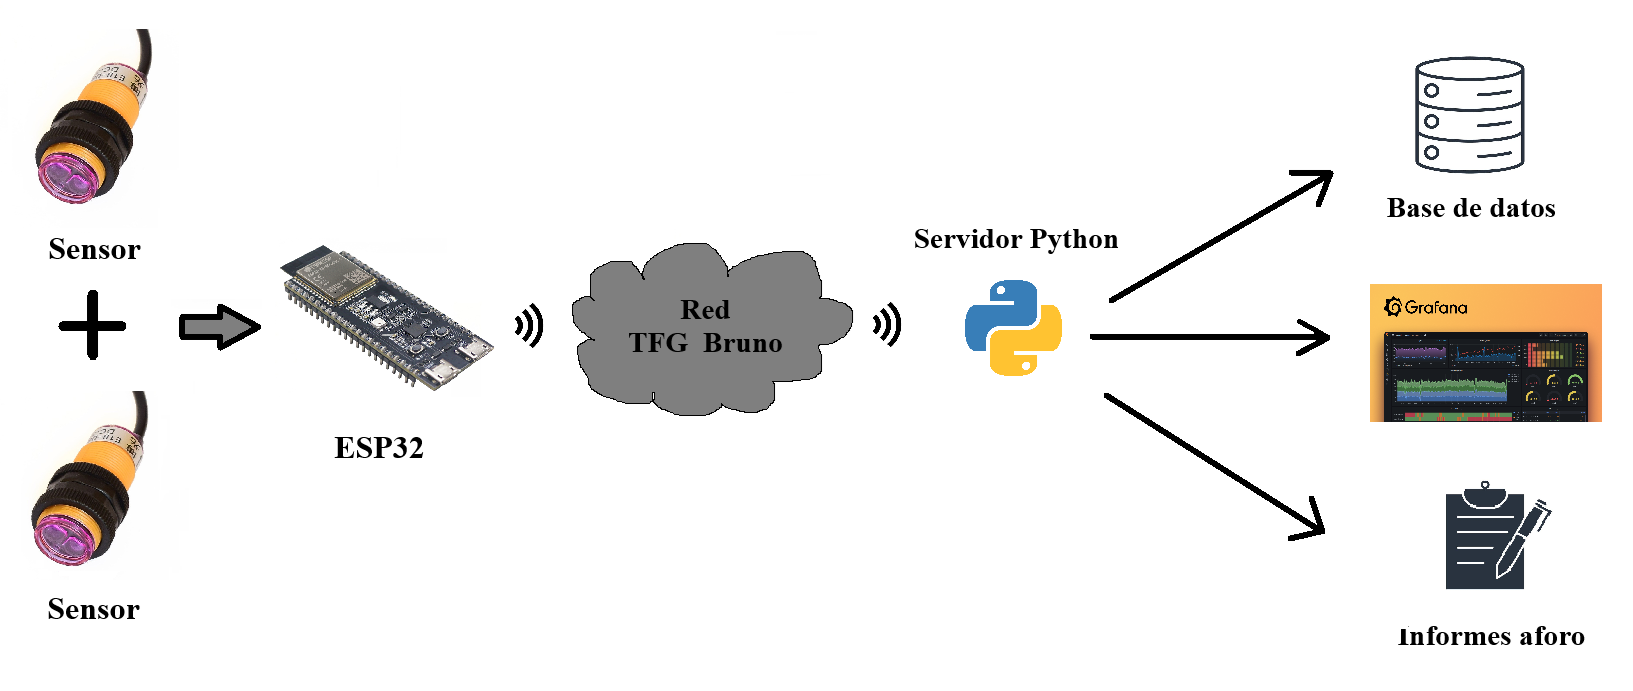 Sensor
Sensor
ESP32
Red
TFG Bruno
Servidor Python
Base de datos
Grafana
Informes aforo